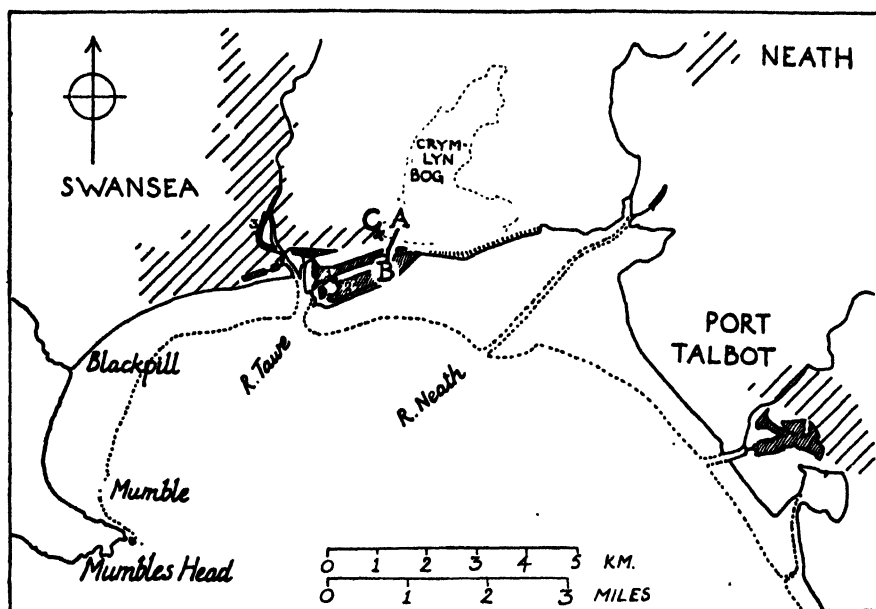 NEATH
CRYM-
LYN
BOG
SWANSEA
C A
3
B
PORT
TALBOT
Blackpill
R. Tawe
R. Neath
Mumble
Mumbles Head
0 1 2 3 4 5 KM.
0 1 2 3 MILES